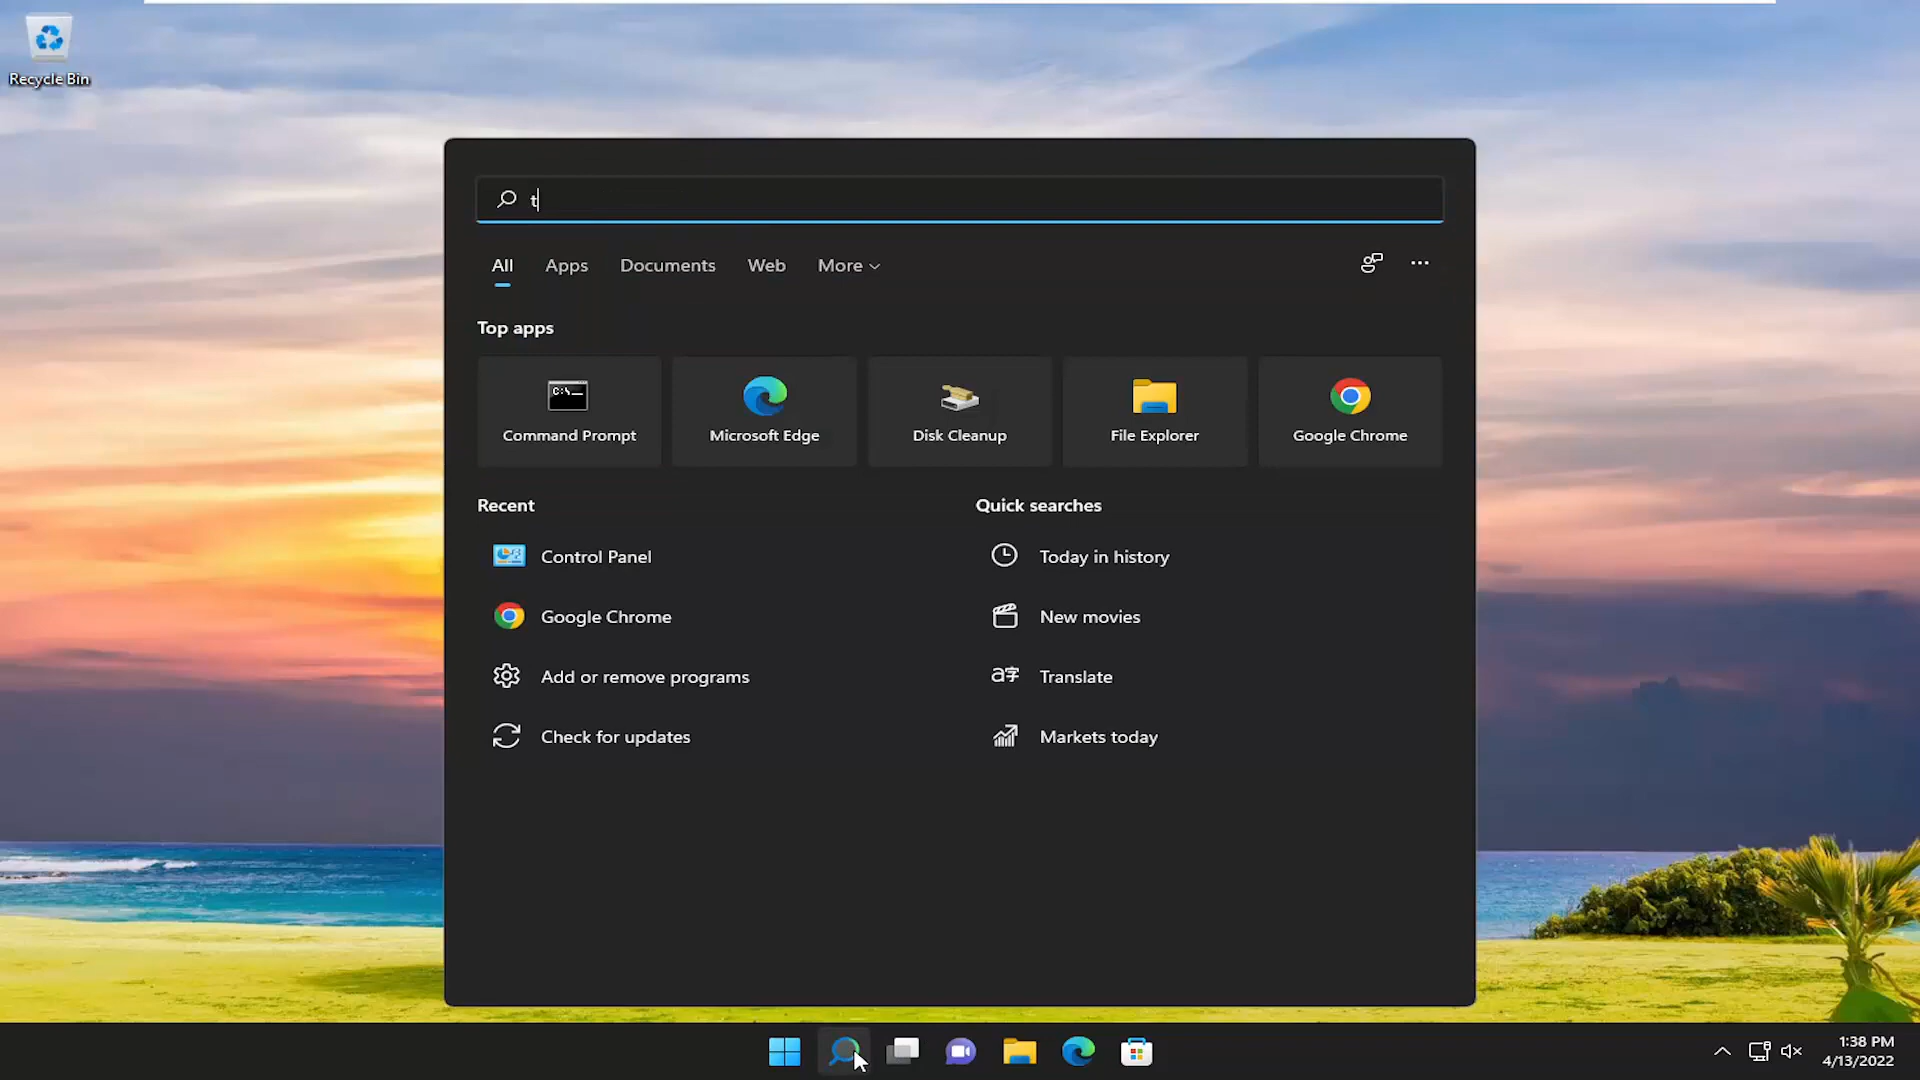 Recycle Bin
t
All Apps Documents Web More
Top apps
C:\
Command Prompt Microsoft Edge Disk Cleanup File Explorer Google Chrome
Recent Quick searches
Control Panel Today in history
Google Chrome New movies
Add or remove programs Translate
Check for updates Markets today
1:38 PM
4/13/2022